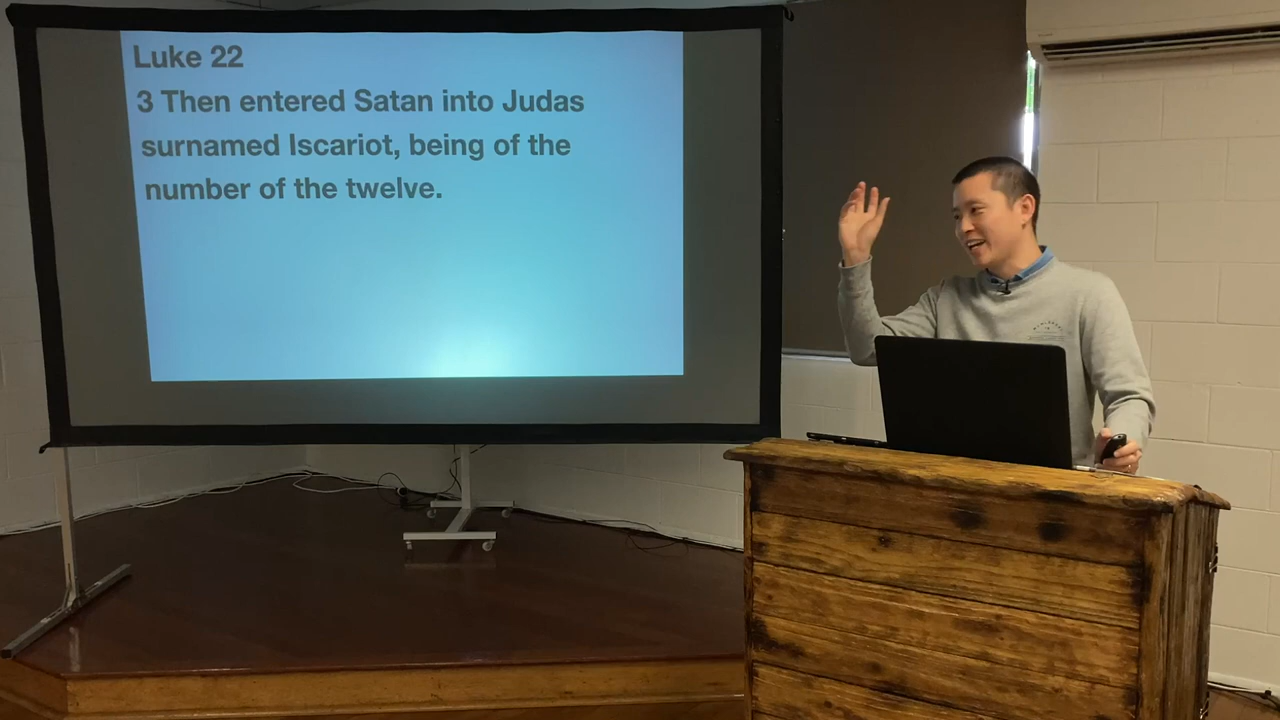 Luke 22
3 Then entered Satan into Judas
surnamed Iscariot, being of the
number of the twelve.